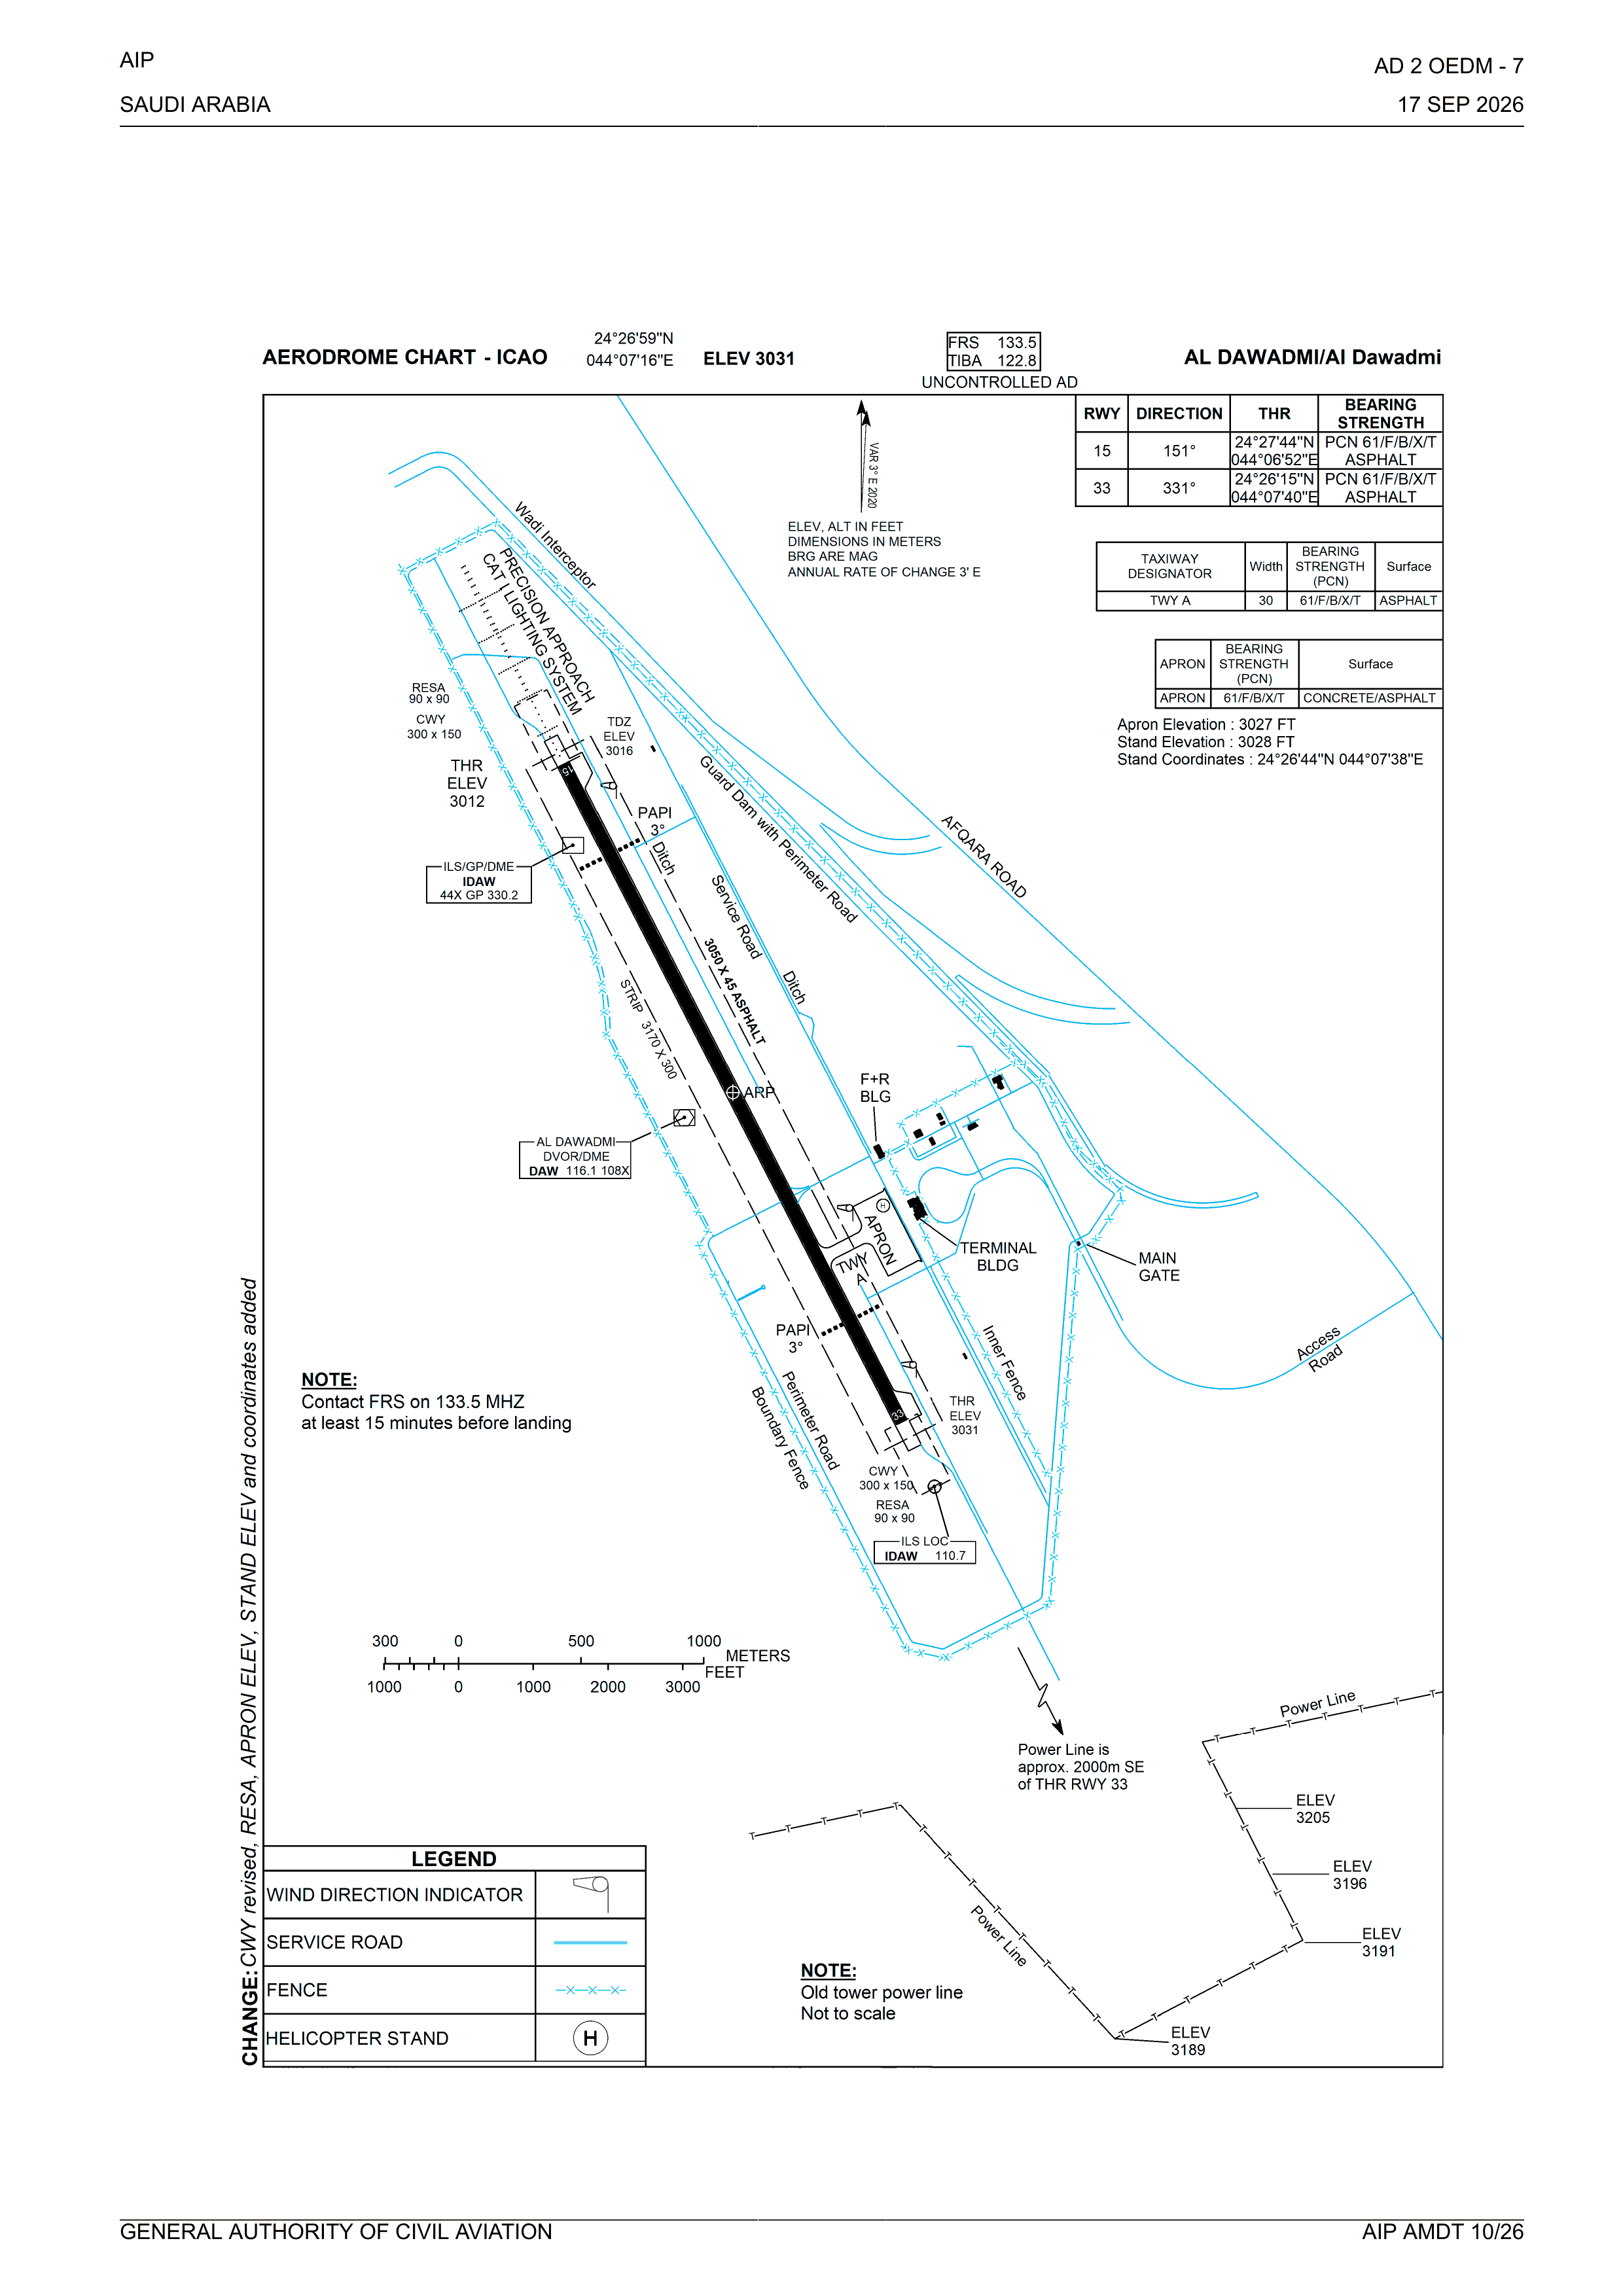 AIP
AD 2 OEDM - 7
SAUDI ARABIA
17 SEP 2026
AERODROME CHART - ICAO
24°26'59"N
044°07'16"E
ELEV 3031
FRS 133.5
TIBA 122.8
UNCONTROLLED AD
AL DAWADMI/Al Dawadmi
RWY DIRECTION THR BEARING STRENGTH
15 151° 24°27'44"N 044°06'52"E PCN 61/F/B/X/T ASPHALT
33 331° 24°26'15"N 044°07'40"E PCN 61/F/B/X/T ASPHALT
VAR 3° E 2020
ELEV, ALT IN FEET
DIMENSIONS IN METERS
BRG ARE MAG
ANNUAL RATE OF CHANGE 3' E
TAXIWAY DESIGNATOR Width BEARING STRENGTH (PCN) Surface
TWY A 30 61/F/B/X/T ASPHALT
APRON BEARING STRENGTH (PCN) Surface
APRON 61/F/B/X/T CONCRETE/ASPHALT
Apron Elevation : 3027 FT
Stand Elevation : 3028 FT
Stand Coordinates : 24°26'44"N 044°07'38"E
Wadi Interceptor
PRECISION APPROACH
CAT I LIGHTING SYSTEM
RESA
90 x 90
CWY
300 x 150
TDZ
ELEV
3016
THR
ELEV
3012
15
PAPI
3°
Guard Dam with Perimeter Road
AFQARA ROAD
Ditch
Service Road
ILS/GP/DME
IDAW
44X GP 330.2
3050 X 45 ASPHALT
Ditch
STRIP 3170 X 300
ARP
F+R
BLG
AL DAWADMI
DVOR/DME
DAW 116.1 108X
H
APRON
TERMINAL
BLDG
MAIN
GATE
TWY
A
PAPI
3°
Inner Fence
Access
Road
Perimeter Road
Boundary Fence
NOTE:
Contact FRS on 133.5 MHZ
at least 15 minutes before landing
33
THR
ELEV
3031
CWY
300 x 150
RESA
90 x 90
ILS LOC
IDAW 110.7
300 0 500 1000
METERS
FEET
1000 0 1000 2000 3000
Power Line is
approx. 2000m SE
of THR RWY 33
Power Line
ELEV
3205
ELEV
3196
ELEV
3191
ELEV
3189
Power Line
NOTE:
Old tower power line
Not to scale
LEGEND
WIND DIRECTION INDICATOR
SERVICE ROAD
FENCE
HELICOPTER STAND H
CHANGE: CWY revised, RESA, APRON ELEV, STAND ELEV and coordinates added
GENERAL AUTHORITY OF CIVIL AVIATION
AIP AMDT 10/26